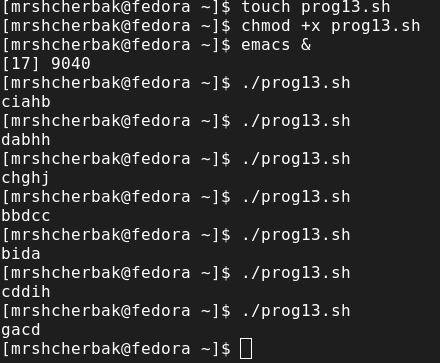 [mrshcherbak@fedora ~]$ touch prog13.sh
[mrshcherbak@fedora ~]$ chmod +x prog13.sh
[mrshcherbak@fedora ~]$ emacs &
[17] 9040
[mrshcherbak@fedora ~]$ ./prog13.sh
ciahb
[mrshcherbak@fedora ~]$ ./prog13.sh
dabhh
[mrshcherbak@fedora ~]$ ./prog13.sh
chghj
[mrshcherbak@fedora ~]$ ./prog13.sh
bbdcc
[mrshcherbak@fedora ~]$ ./prog13.sh
bida
[mrshcherbak@fedora ~]$ ./prog13.sh
cddih
[mrshcherbak@fedora ~]$ ./prog13.sh
gacd
[mrshcherbak@fedora ~]$